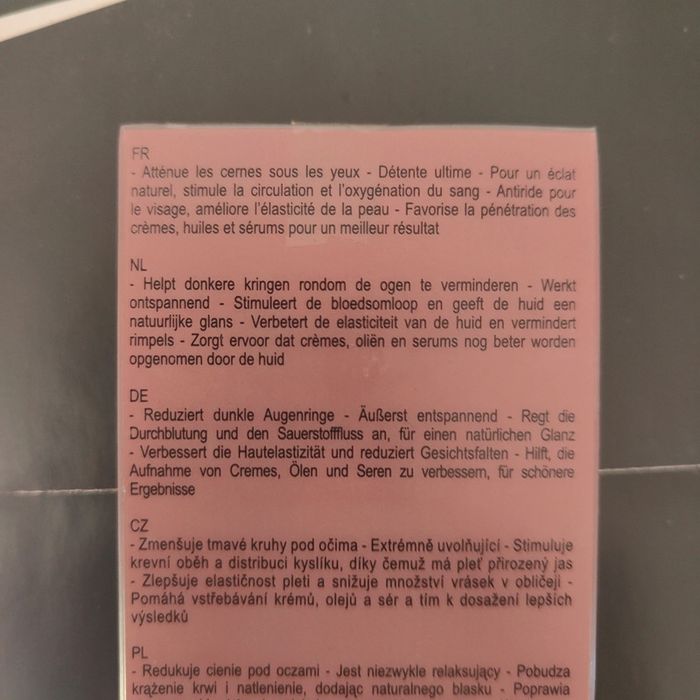 FR
- Atténue les cernes sous les yeux - Détente ultime - Pour un éclat
naturel, stimule la circulation et l'oxygénation du sang - Antiride pour
le visage, améliore l'élasticité de la peau - Favorise la pénétration des
crèmes, huiles et sérums pour un meilleur résultat
NL
- Helpt donkere kringen rondom de ogen te verminderen - Werkt
ontspannend - Stimuleert de bloedsomloop en geeft de huid een
natuurlijke glans - Verbetert de elasticiteit van de huid en vermindert
rimpels - Zorgt ervoor dat crèmes, oliën en serums nog beter worden
opgenomen door de huid
DE
- Reduziert dunkle Augenringe - Äußerst entspannend - Regt die
Durchblutung und den Sauerstofffluss an, für einen natürlichen Glanz
- Verbessert die Hautelastizität und reduziert Gesichtsfalten - Hilft, die
Aufnahme von Cremes, Ölen und Seren zu verbessern, für schönere
Ergebnisse
CZ
- Zmenšuje tmavé kruhy pod očima - Extrémně uvolňující - Stimuluje
krevní oběh a distribuci kyslíku, díky čemuž má pleť přirozený jas
- Zlepšuje elastičnost pleti a snižuje množství vrásek v obličeji -
Pomáhá vstřebávání krémů, olejů a sér a tím k dosažení lepších
výsledků
PL
- Redukuje cienie pod oczami - Jest niezwykle relaksujący - Pobudza
krążenie krwi i natlenienie, dodając naturalnego blasku - Poprawia